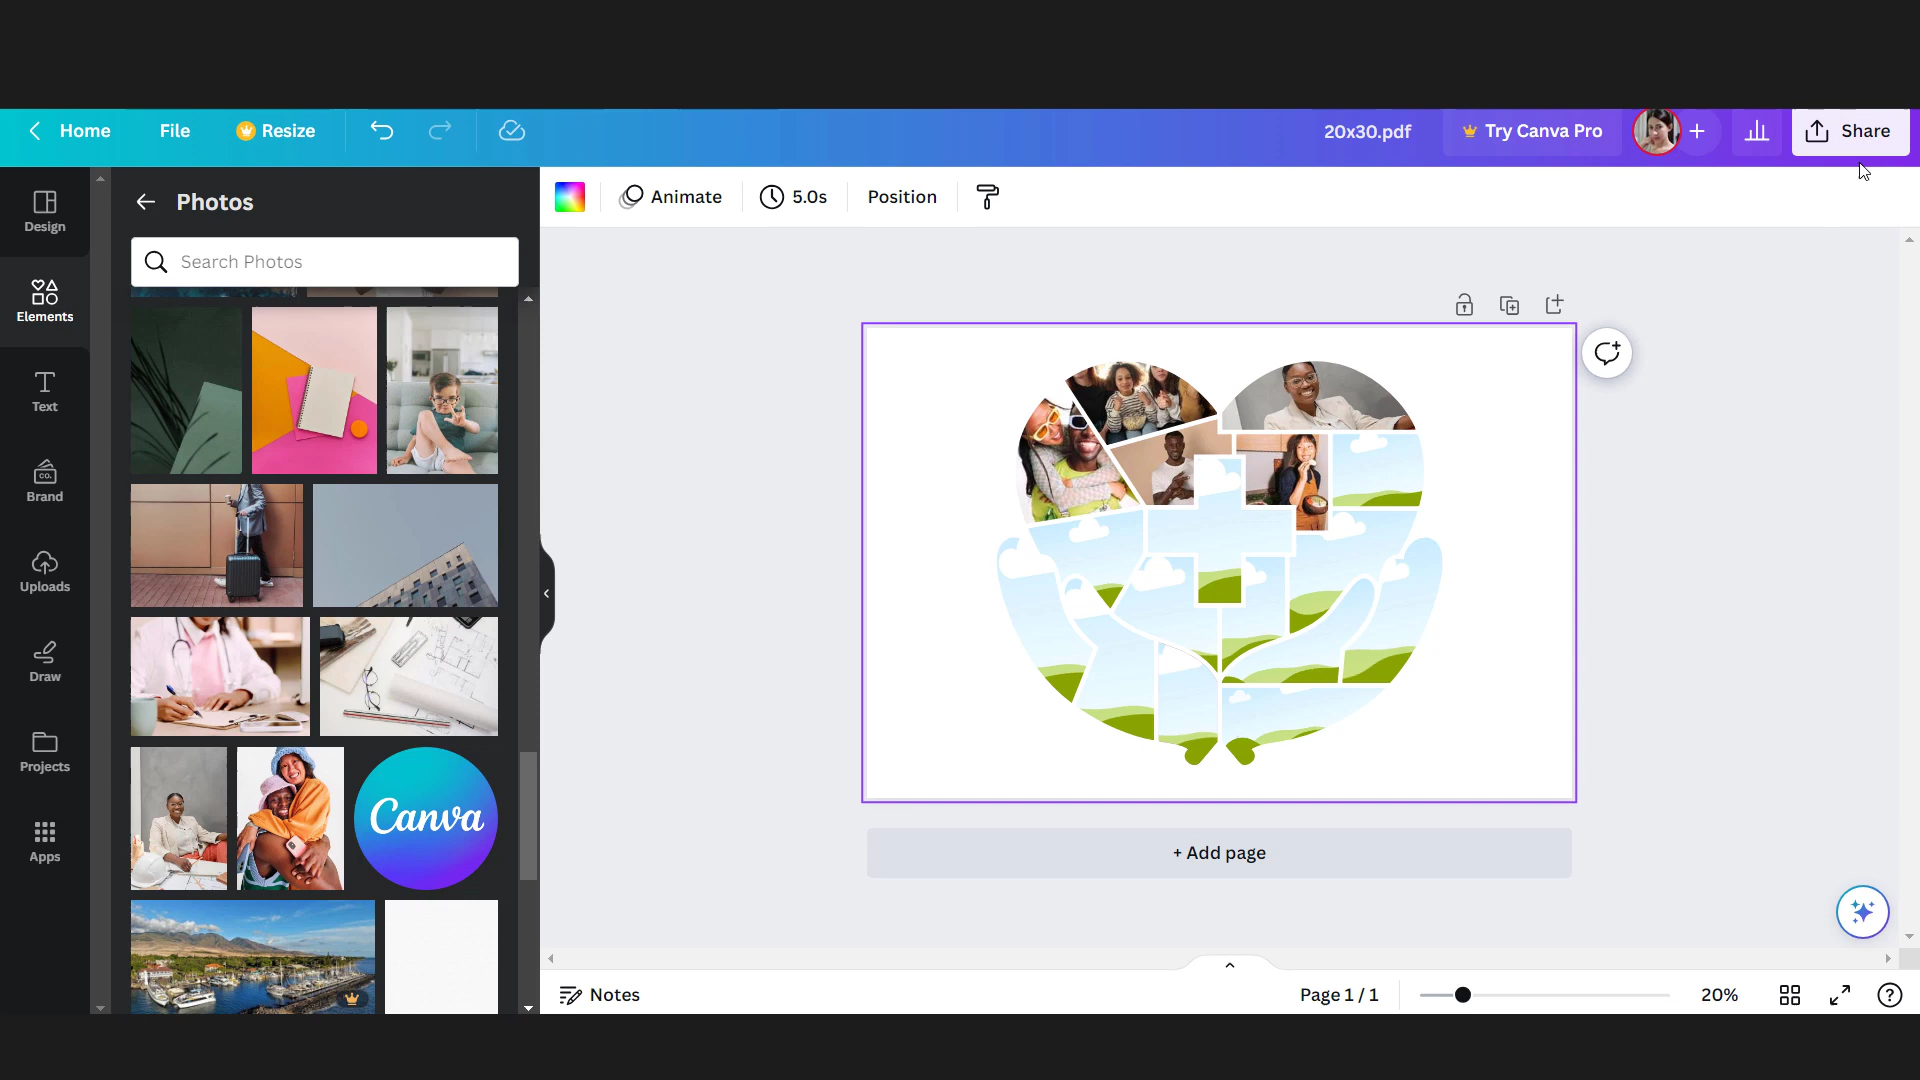 Home File Resize 20x30.pdf Try Canva Pro + Share
Design Photos Animate 5.0s Position
Search Photos
Elements
Text
CO.
Brand
Uploads
Draw
Projects
Canva
Apps
+ Add page
Notes Page 1 / 1 20% ?